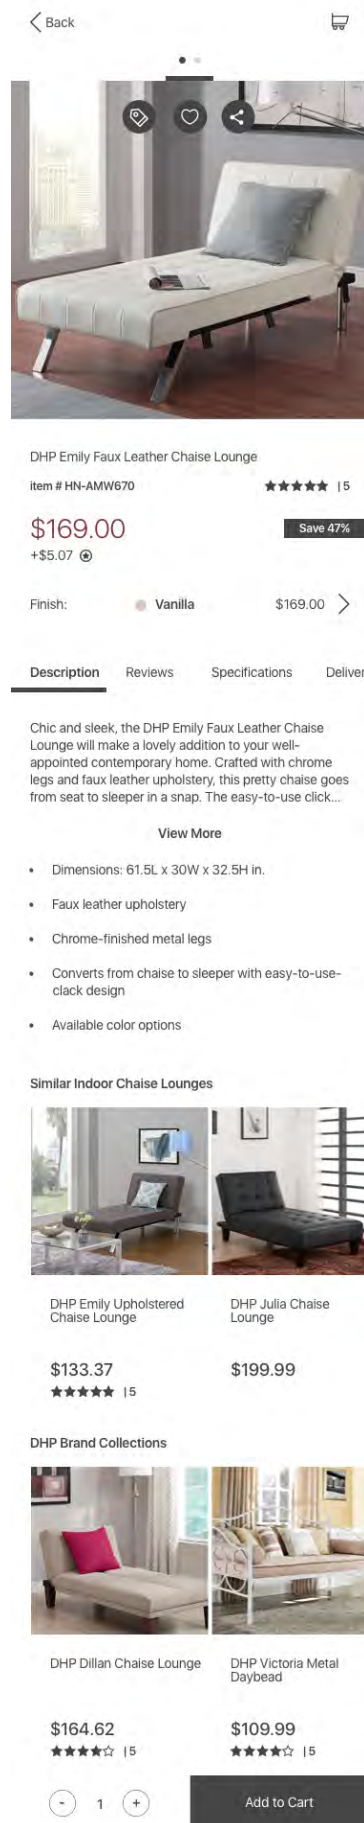 Back
DHP Emily Faux Leather Chaise Lounge
item # HN-AMW670 ★★★★★ | 5
$169.00 Save 47%
+$5.07
Finish: Vanilla $169.00
Description Reviews Specifications Deliver
Chic and sleek, the DHP Emily Faux Leather Chaise
Lounge will make a lovely addition to your well-
appointed contemporary home. Crafted with chrome
legs and faux leather upholstery, this pretty chaise goes
from seat to sleeper in a snap. The easy-to-use click...
View More
• Dimensions: 61.5L x 30W x 32.5H in.
• Faux leather upholstery
• Chrome-finished metal legs
• Converts from chaise to sleeper with easy-to-use-
clack design
• Available color options
Similar Indoor Chaise Lounges
DHP Emily Upholstered
Chaise Lounge
$133.37
★★★★★ | 5
DHP Julia Chaise
Lounge
$199.99
DHP Brand Collections
DHP Dillan Chaise Lounge
$164.62
★★★★☆ | 5
DHP Victoria Metal
Daybead
$109.99
★★★★☆ | 5
- 1 + Add to Cart